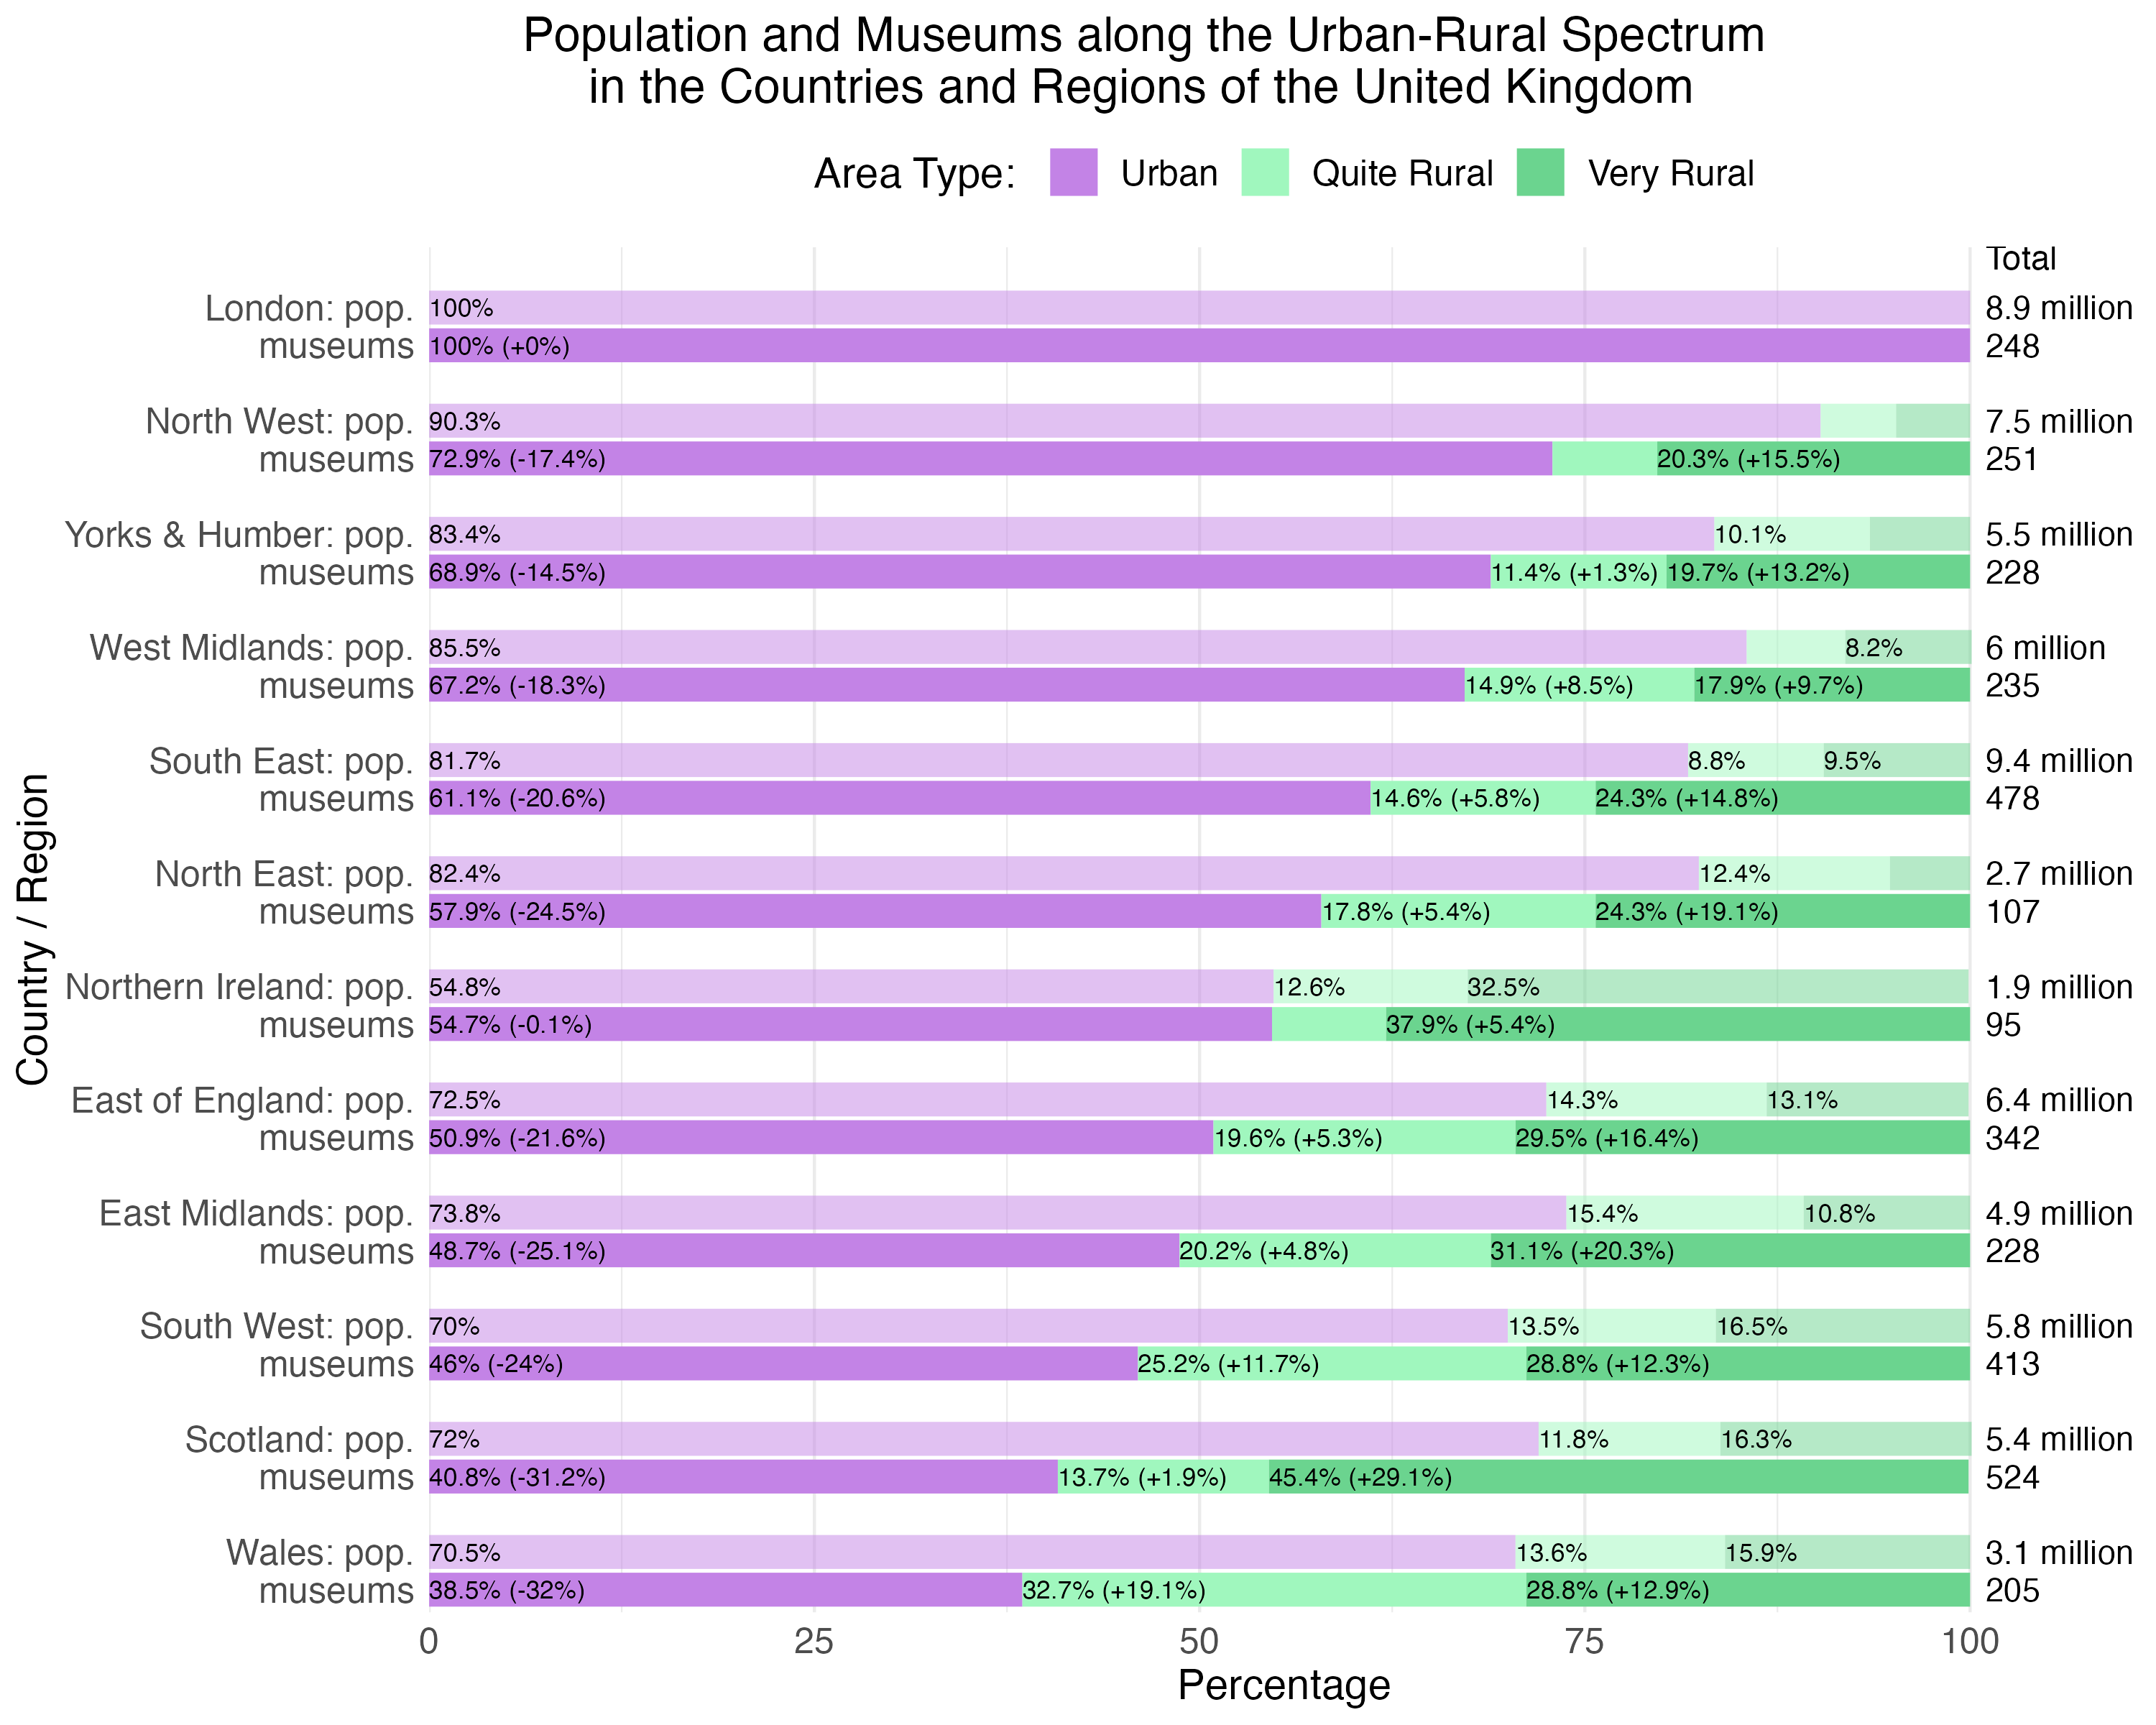 Population and Museums along the Urban-Rural Spectrum
in the Countries and Regions of the United Kingdom
Area Type: Urban Quite Rural Very Rural
Total
London: pop. 100% 8.9 million
museums 100% (+0%) 248
North West: pop. 90.3% 7.5 million
museums 72.9% (-17.4%) 20.3% (+15.5%) 251
Yorks & Humber: pop. 83.4% 10.1% 5.5 million
museums 68.9% (-14.5%) 11.4% (+1.3%) 19.7% (+13.2%) 228
West Midlands: pop. 85.5% 8.2% 6 million
museums 67.2% (-18.3%) 14.9% (+8.5%) 17.9% (+9.7%) 235
South East: pop. 81.7% 8.8% 9.5% 9.4 million
museums 61.1% (-20.6%) 14.6% (+5.8%) 24.3% (+14.8%) 478
North East: pop. 82.4% 12.4% 2.7 million
museums 57.9% (-24.5%) 17.8% (+5.4%) 24.3% (+19.1%) 107
Northern Ireland: pop. 54.8% 12.6% 32.5% 1.9 million
museums 54.7% (-0.1%) 37.9% (+5.4%) 95
East of England: pop. 72.5% 14.3% 13.1% 6.4 million
museums 50.9% (-21.6%) 19.6% (+5.3%) 29.5% (+16.4%) 342
East Midlands: pop. 73.8% 15.4% 10.8% 4.9 million
museums 48.7% (-25.1%) 20.2% (+4.8%) 31.1% (+20.3%) 228
South West: pop. 70% 13.5% 16.5% 5.8 million
museums 46% (-24%) 25.2% (+11.7%) 28.8% (+12.3%) 413
Scotland: pop. 72% 11.8% 16.3% 5.4 million
museums 40.8% (-31.2%) 13.7% (+1.9%) 45.4% (+29.1%) 524
Wales: pop. 70.5% 13.6% 15.9% 3.1 million
museums 38.5% (-32%) 32.7% (+19.1%) 28.8% (+12.9%) 205
0 25 50 75 100
Percentage
Country / Region